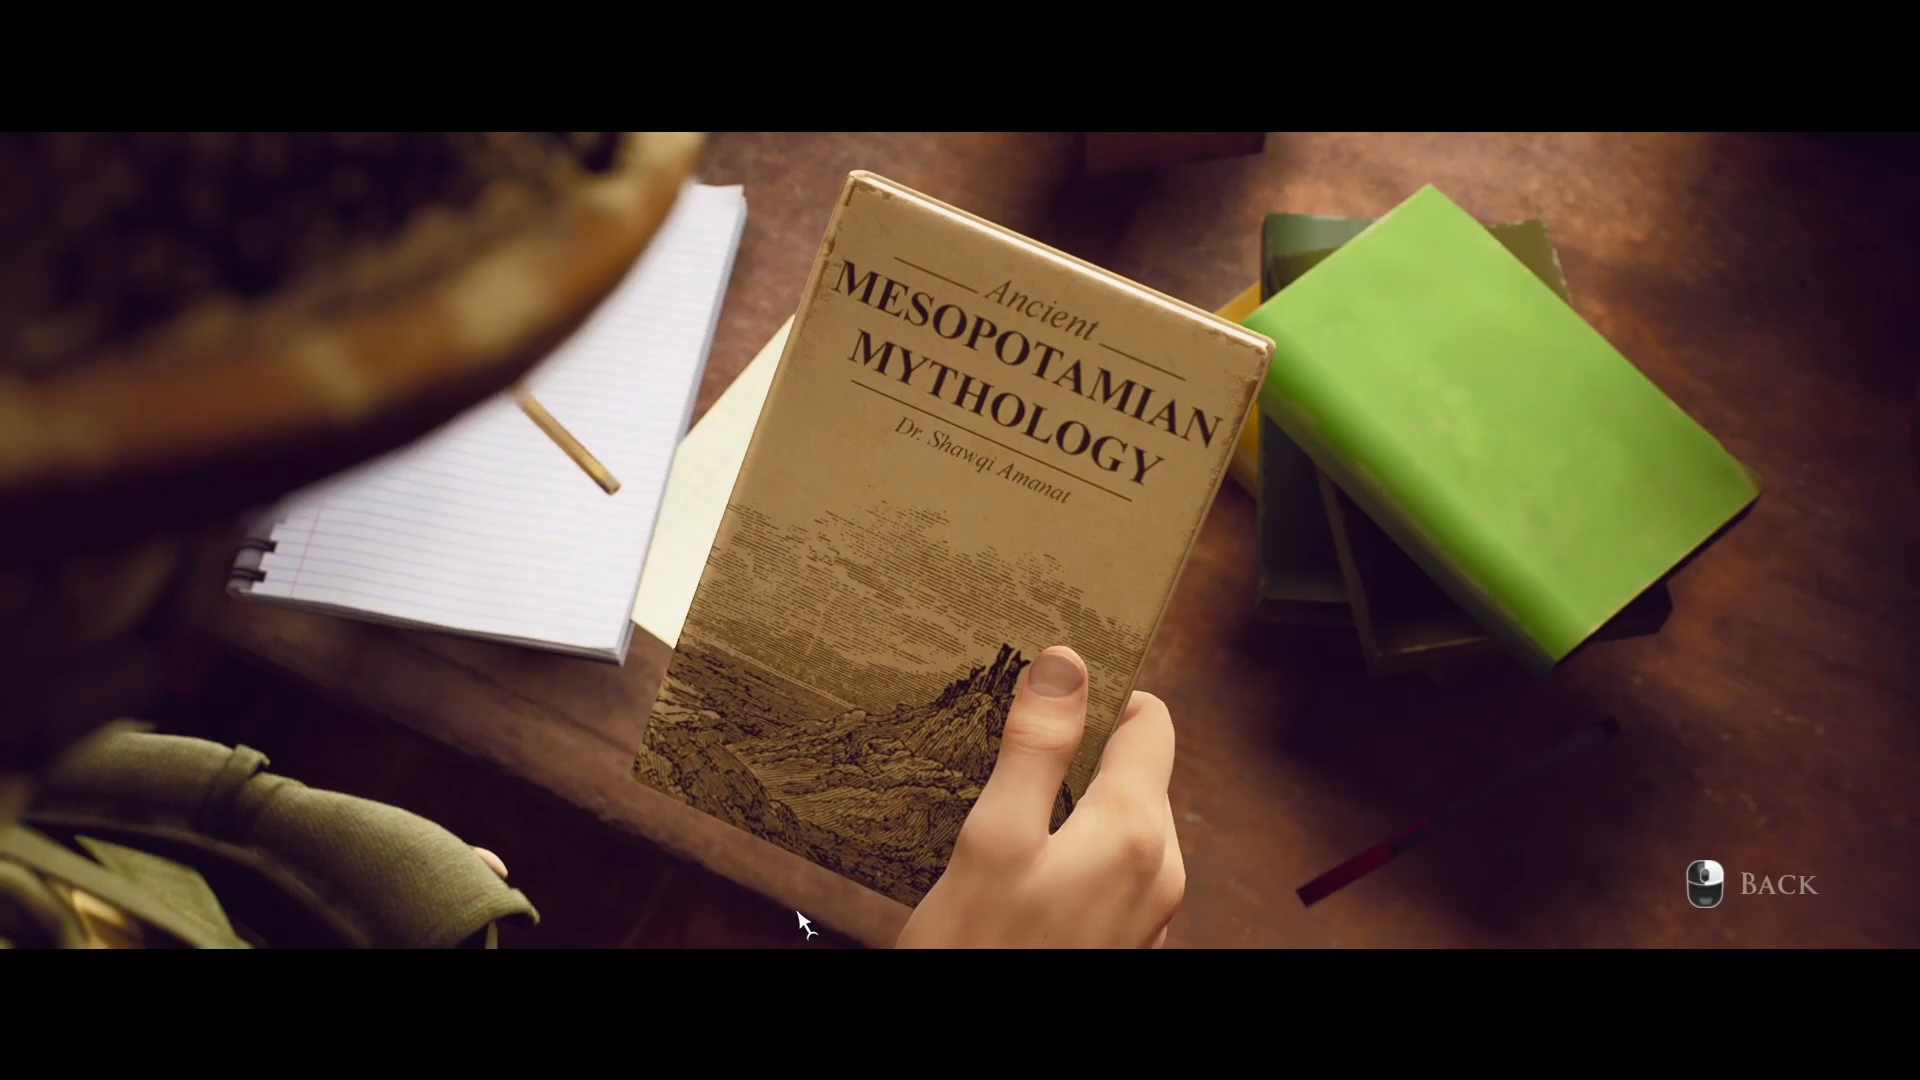 Ancient
MESOPOTAMIAN
MYTHOLOGY
Dr. Shawqi Amanat
BACK